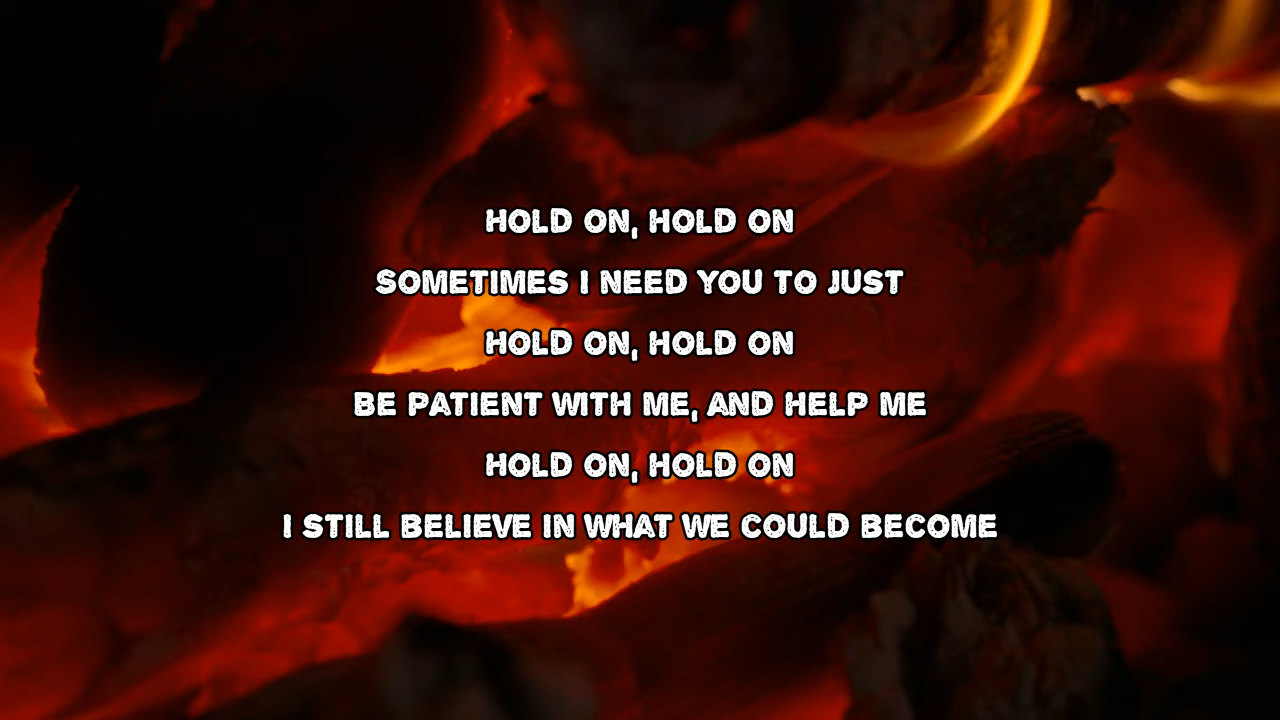 HOLD ON, HOLD ON
SOMETIMES I NEED YOU TO JUST
HOLD ON, HOLD ON
BE PATIENT WITH ME, AND HELP ME
HOLD ON, HOLD ON
I STILL BELIEVE IN WHAT WE COULD BECOME